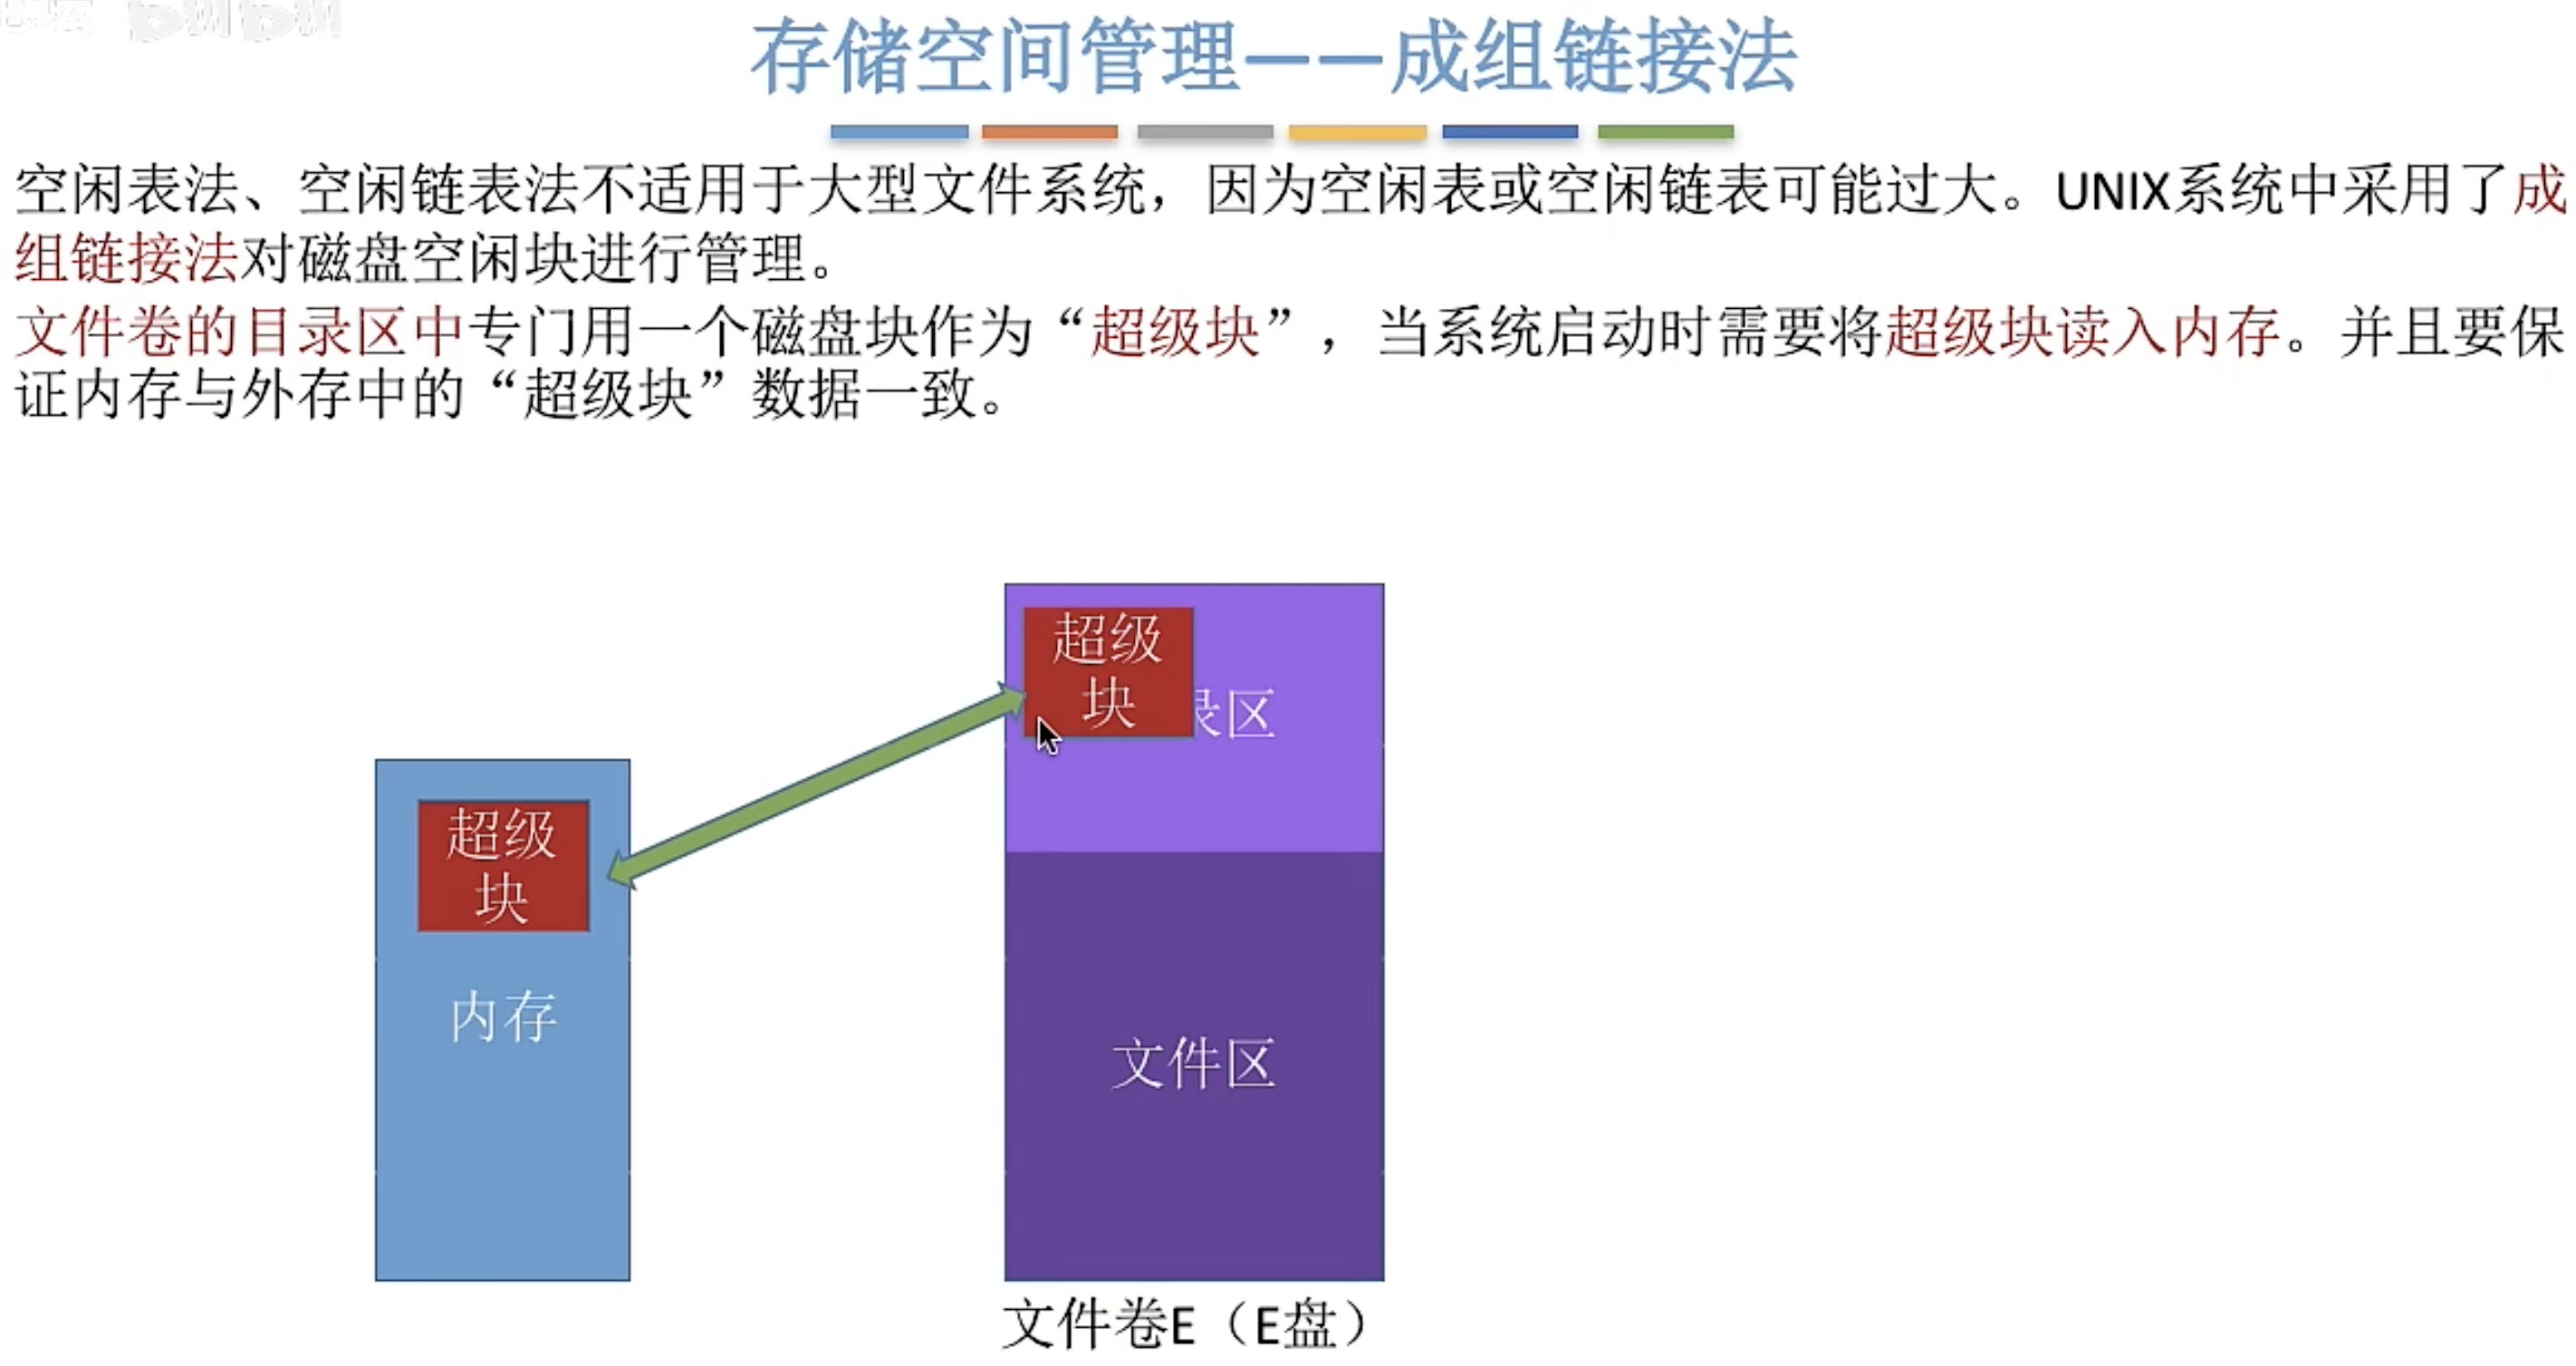 存储空间管理——成组链接法
空闲表法、空闲链表法不适用于大型文件系统，因为空闲表或空闲链表可能过大。UNIX系统中采用了成
组链接法对磁盘空闲块进行管理。
文件卷的目录区中专门用一个磁盘块作为“超级块”，当系统启动时需要将超级块读入内存。并且要保
证内存与外存中的“超级块”数据一致。
超级
块
录区
超级
块
内存
文件区
文件卷E（E盘）